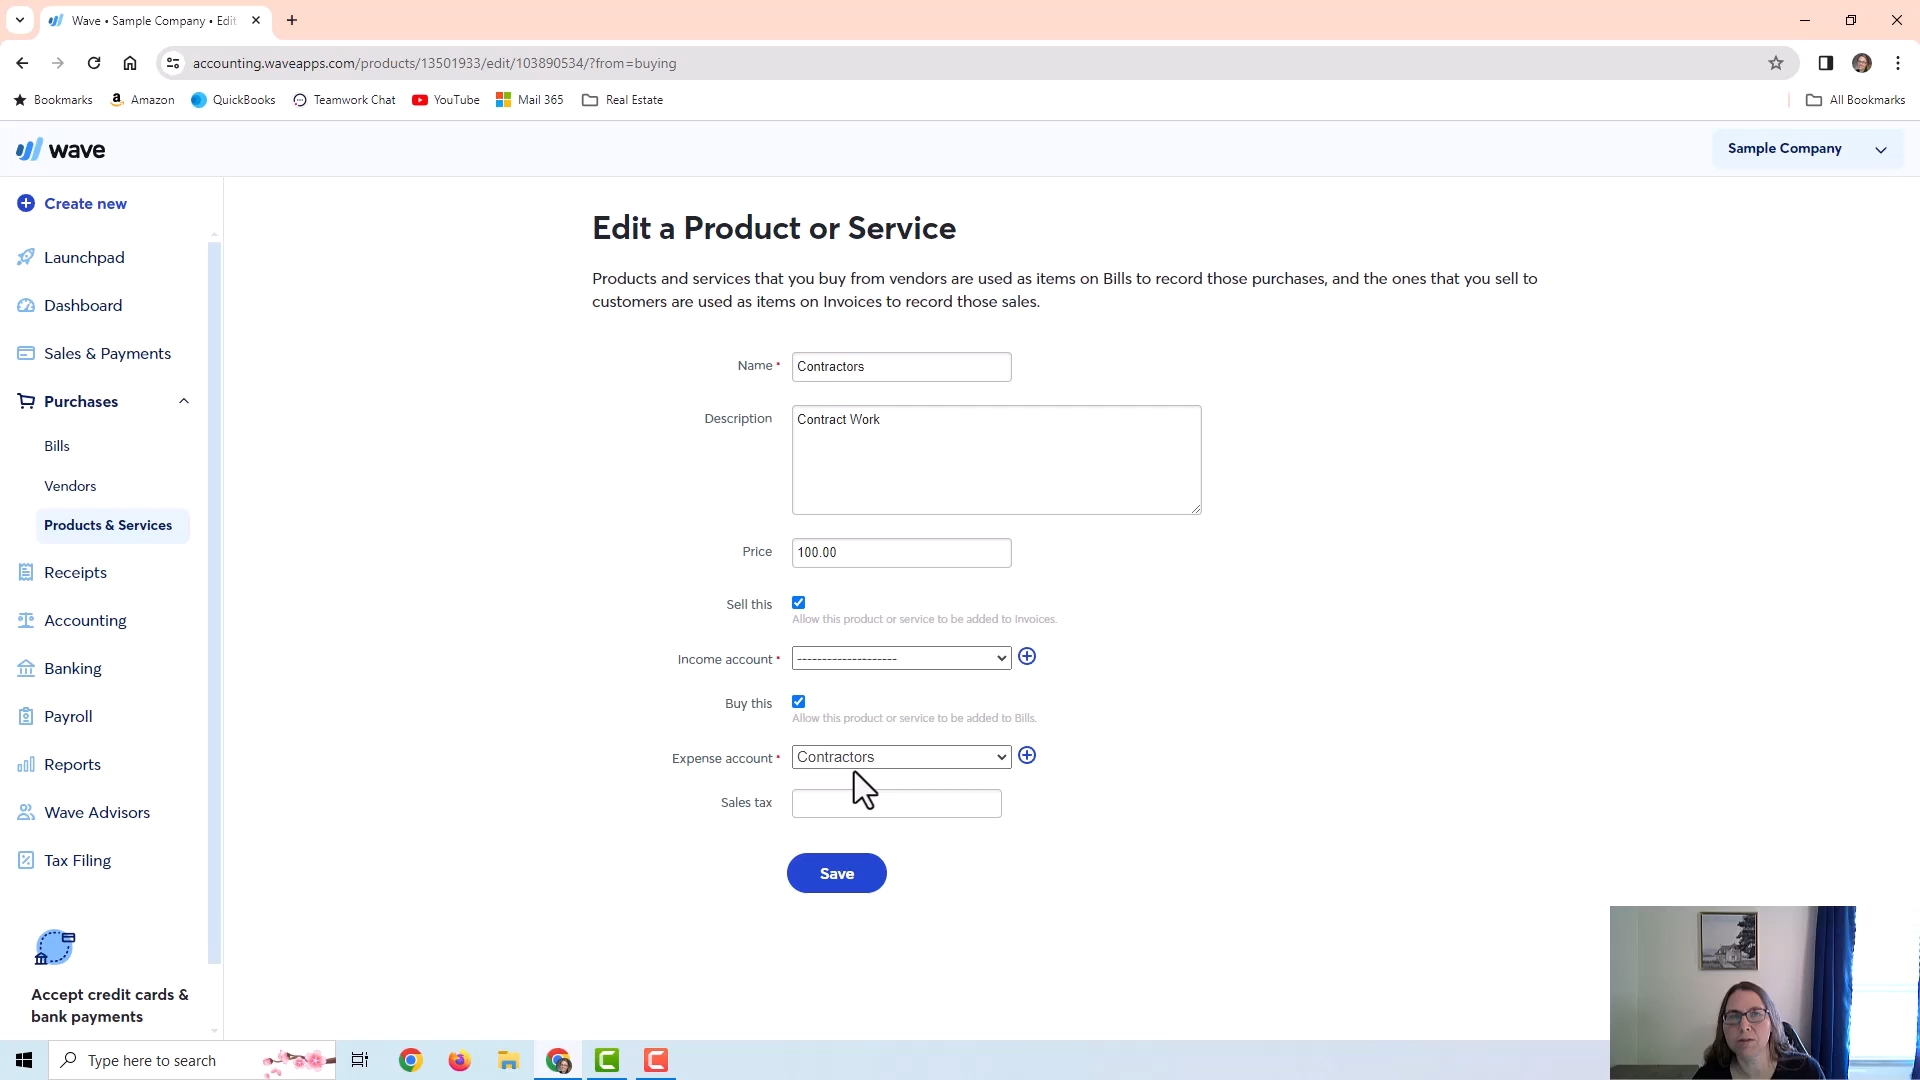 Wave • Sample Company • Edit
accounting.waveapps.com/products/13501933/edit/103890534/?from=buying
Bookmarks
Amazon
QuickBooks
Teamwork Chat
YouTube
Mail 365
Real Estate
All Bookmarks
wave
Sample Company
Create new
Launchpad
Dashboard
Sales & Payments
Purchases
Bills
Vendors
Products & Services
Receipts
Accounting
Banking
Payroll
Reports
Wave Advisors
Tax Filing
Accept credit cards &
bank payments
Edit a Product or Service
Products and services that you buy from vendors are used as items on Bills to record those purchases, and the ones that you sell to
customers are used as items on Invoices to record those sales.
Name • Contractors
Description Contract Work
Price 100.00
Sell this
Allow this product or service to be added to Invoices.
Income account • --------------------
Buy this
Allow this product or service to be added to Bills.
Expense account • Contractors
Sales tax
Save
Type here to search